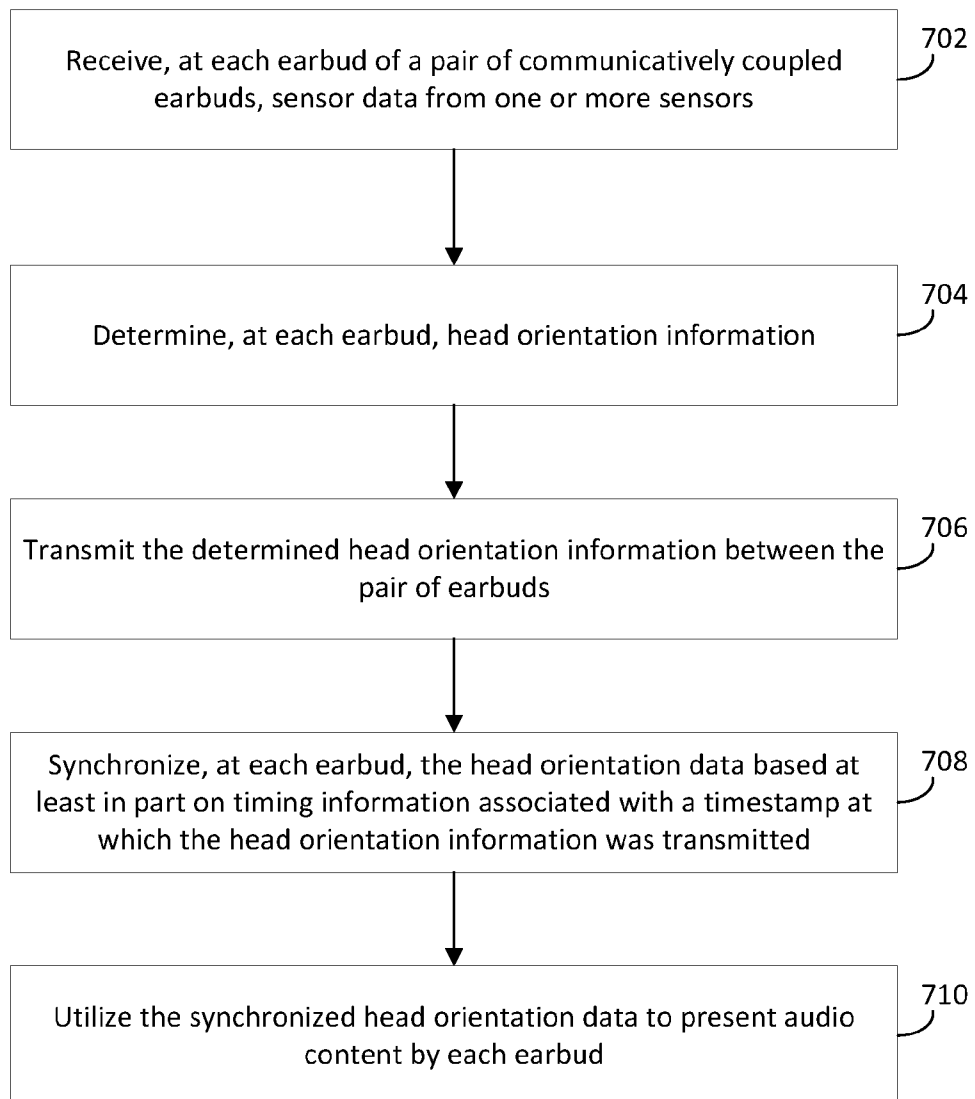 Receive, at each earbud of a pair of communicatively coupled
earbuds, sensor data from one or more sensors
702
Determine, at each earbud, head orientation information
704
Transmit the determined head orientation information between the
pair of earbuds
706
Synchronize, at each earbud, the head orientation data based at
least in part on timing information associated with a timestamp at
which the head orientation information was transmitted
708
Utilize the synchronized head orientation data to present audio
content by each earbud
710